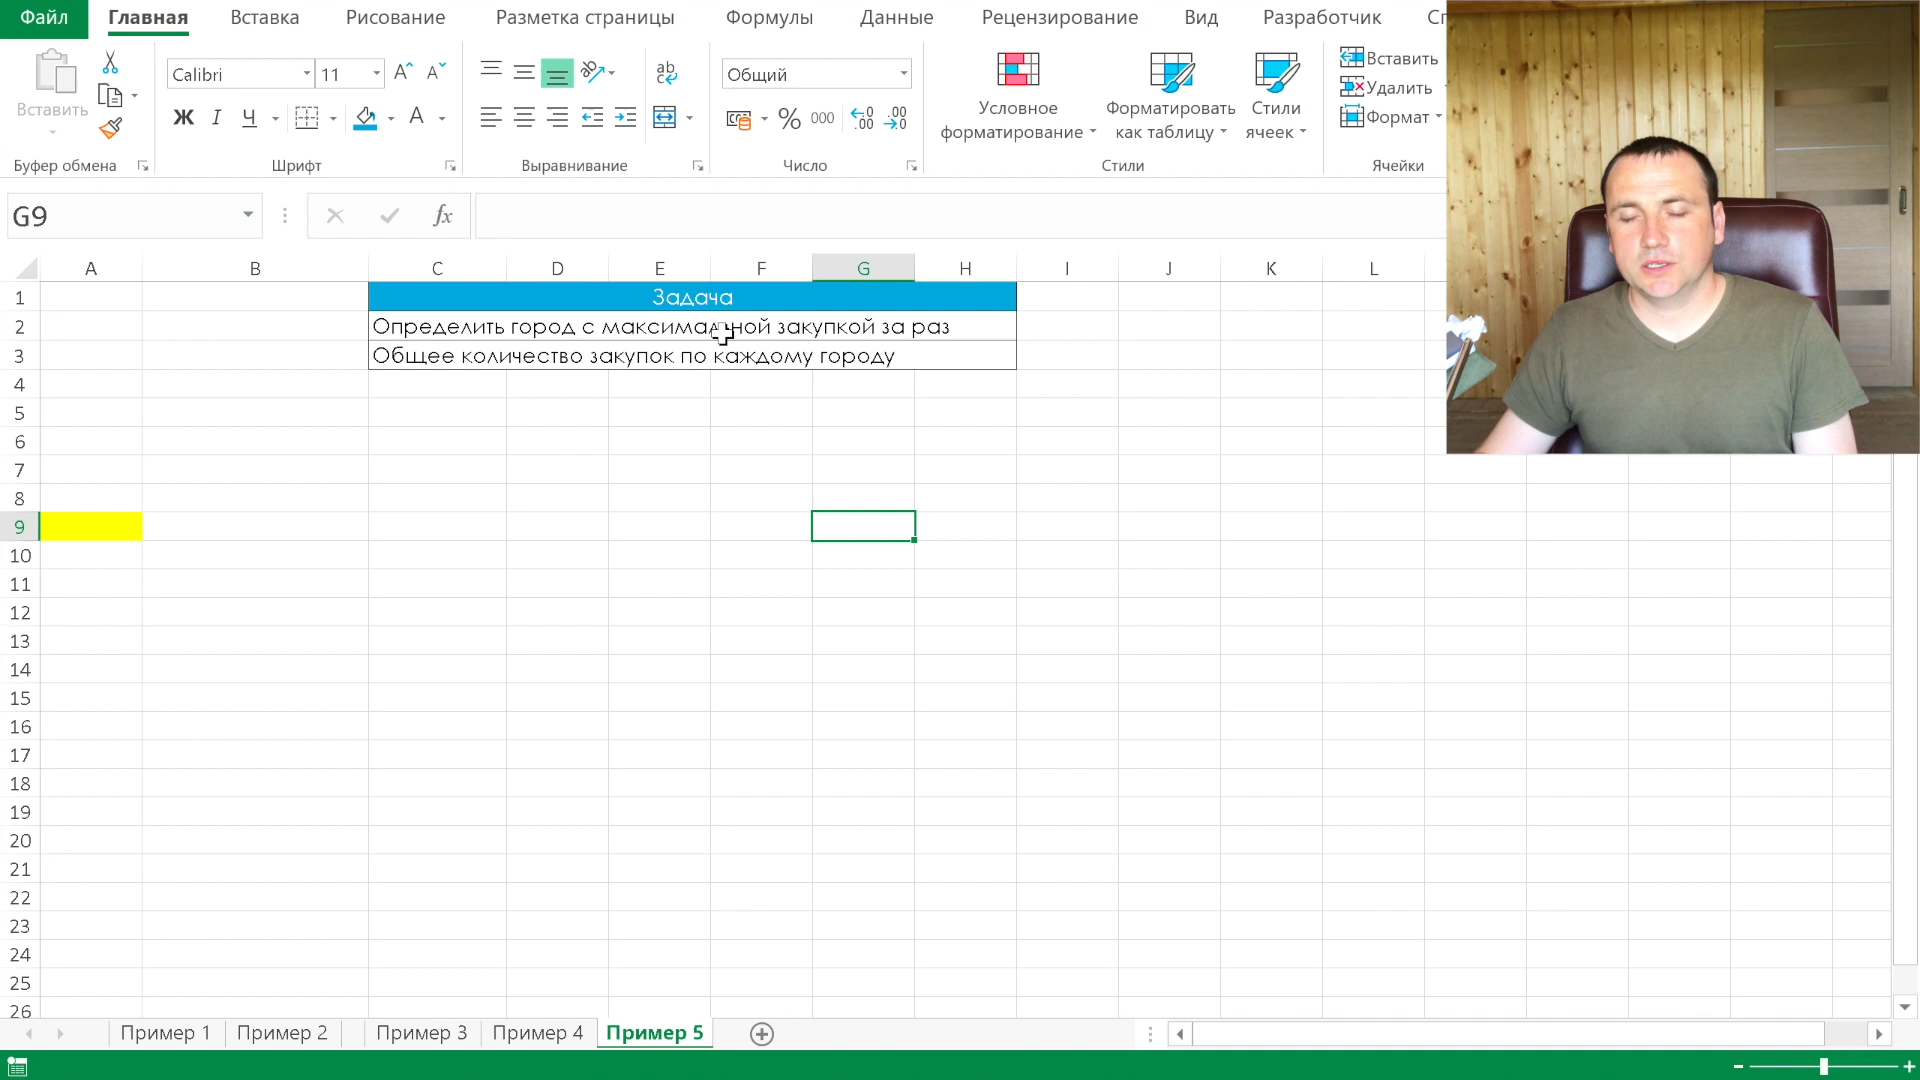 Файл Главная Вставка Рисование Разметка страницы Формулы Данные Рецензирование Вид Разработчик
Вставить
Calibri 11
Ж К Ч
Общий
% 000
Условное форматирование
Форматировать как таблицу
Стили ячеек
Вставить
Удалить
Формат
Буфер обмена Шрифт Выравнивание Число Стили Ячейки
G9
fx
A B C D E F G H I J K L
1 Задача
2 Определить город с максимальной закупкой за раз
3 Общее количество закупок по каждому городу
4
5
6
7
8
9
10
11
12
13
14
15
16
17
18
19
20
21
22
23
24
25
26
Пример 1 Пример 2 Пример 3 Пример 4 Пример 5